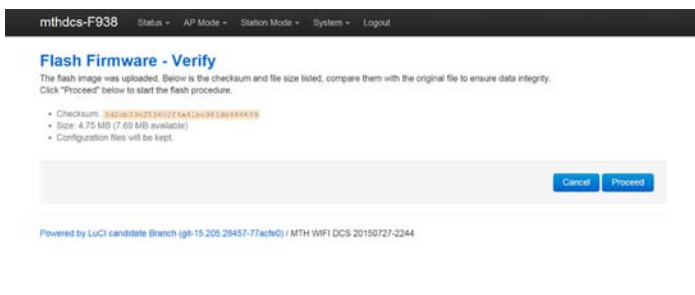 mthdcs-F938 Status AP Mode Station Mode System Logout
Flash Firmware - Verify
The flash image was uploaded. Below is the checksum and file size listed, compare them with the original file to ensure data integrity.
Click "Proceed" below to start the flash procedure.
Checksum:
Size: 4.75 MB (7.69 MB available)
Configuration files will be kept.
Cancel Proceed
Powered by LuCI candidate Branch (git-15.205.28457-77acfe0) / MTH WIFI DCS 20150727-2244